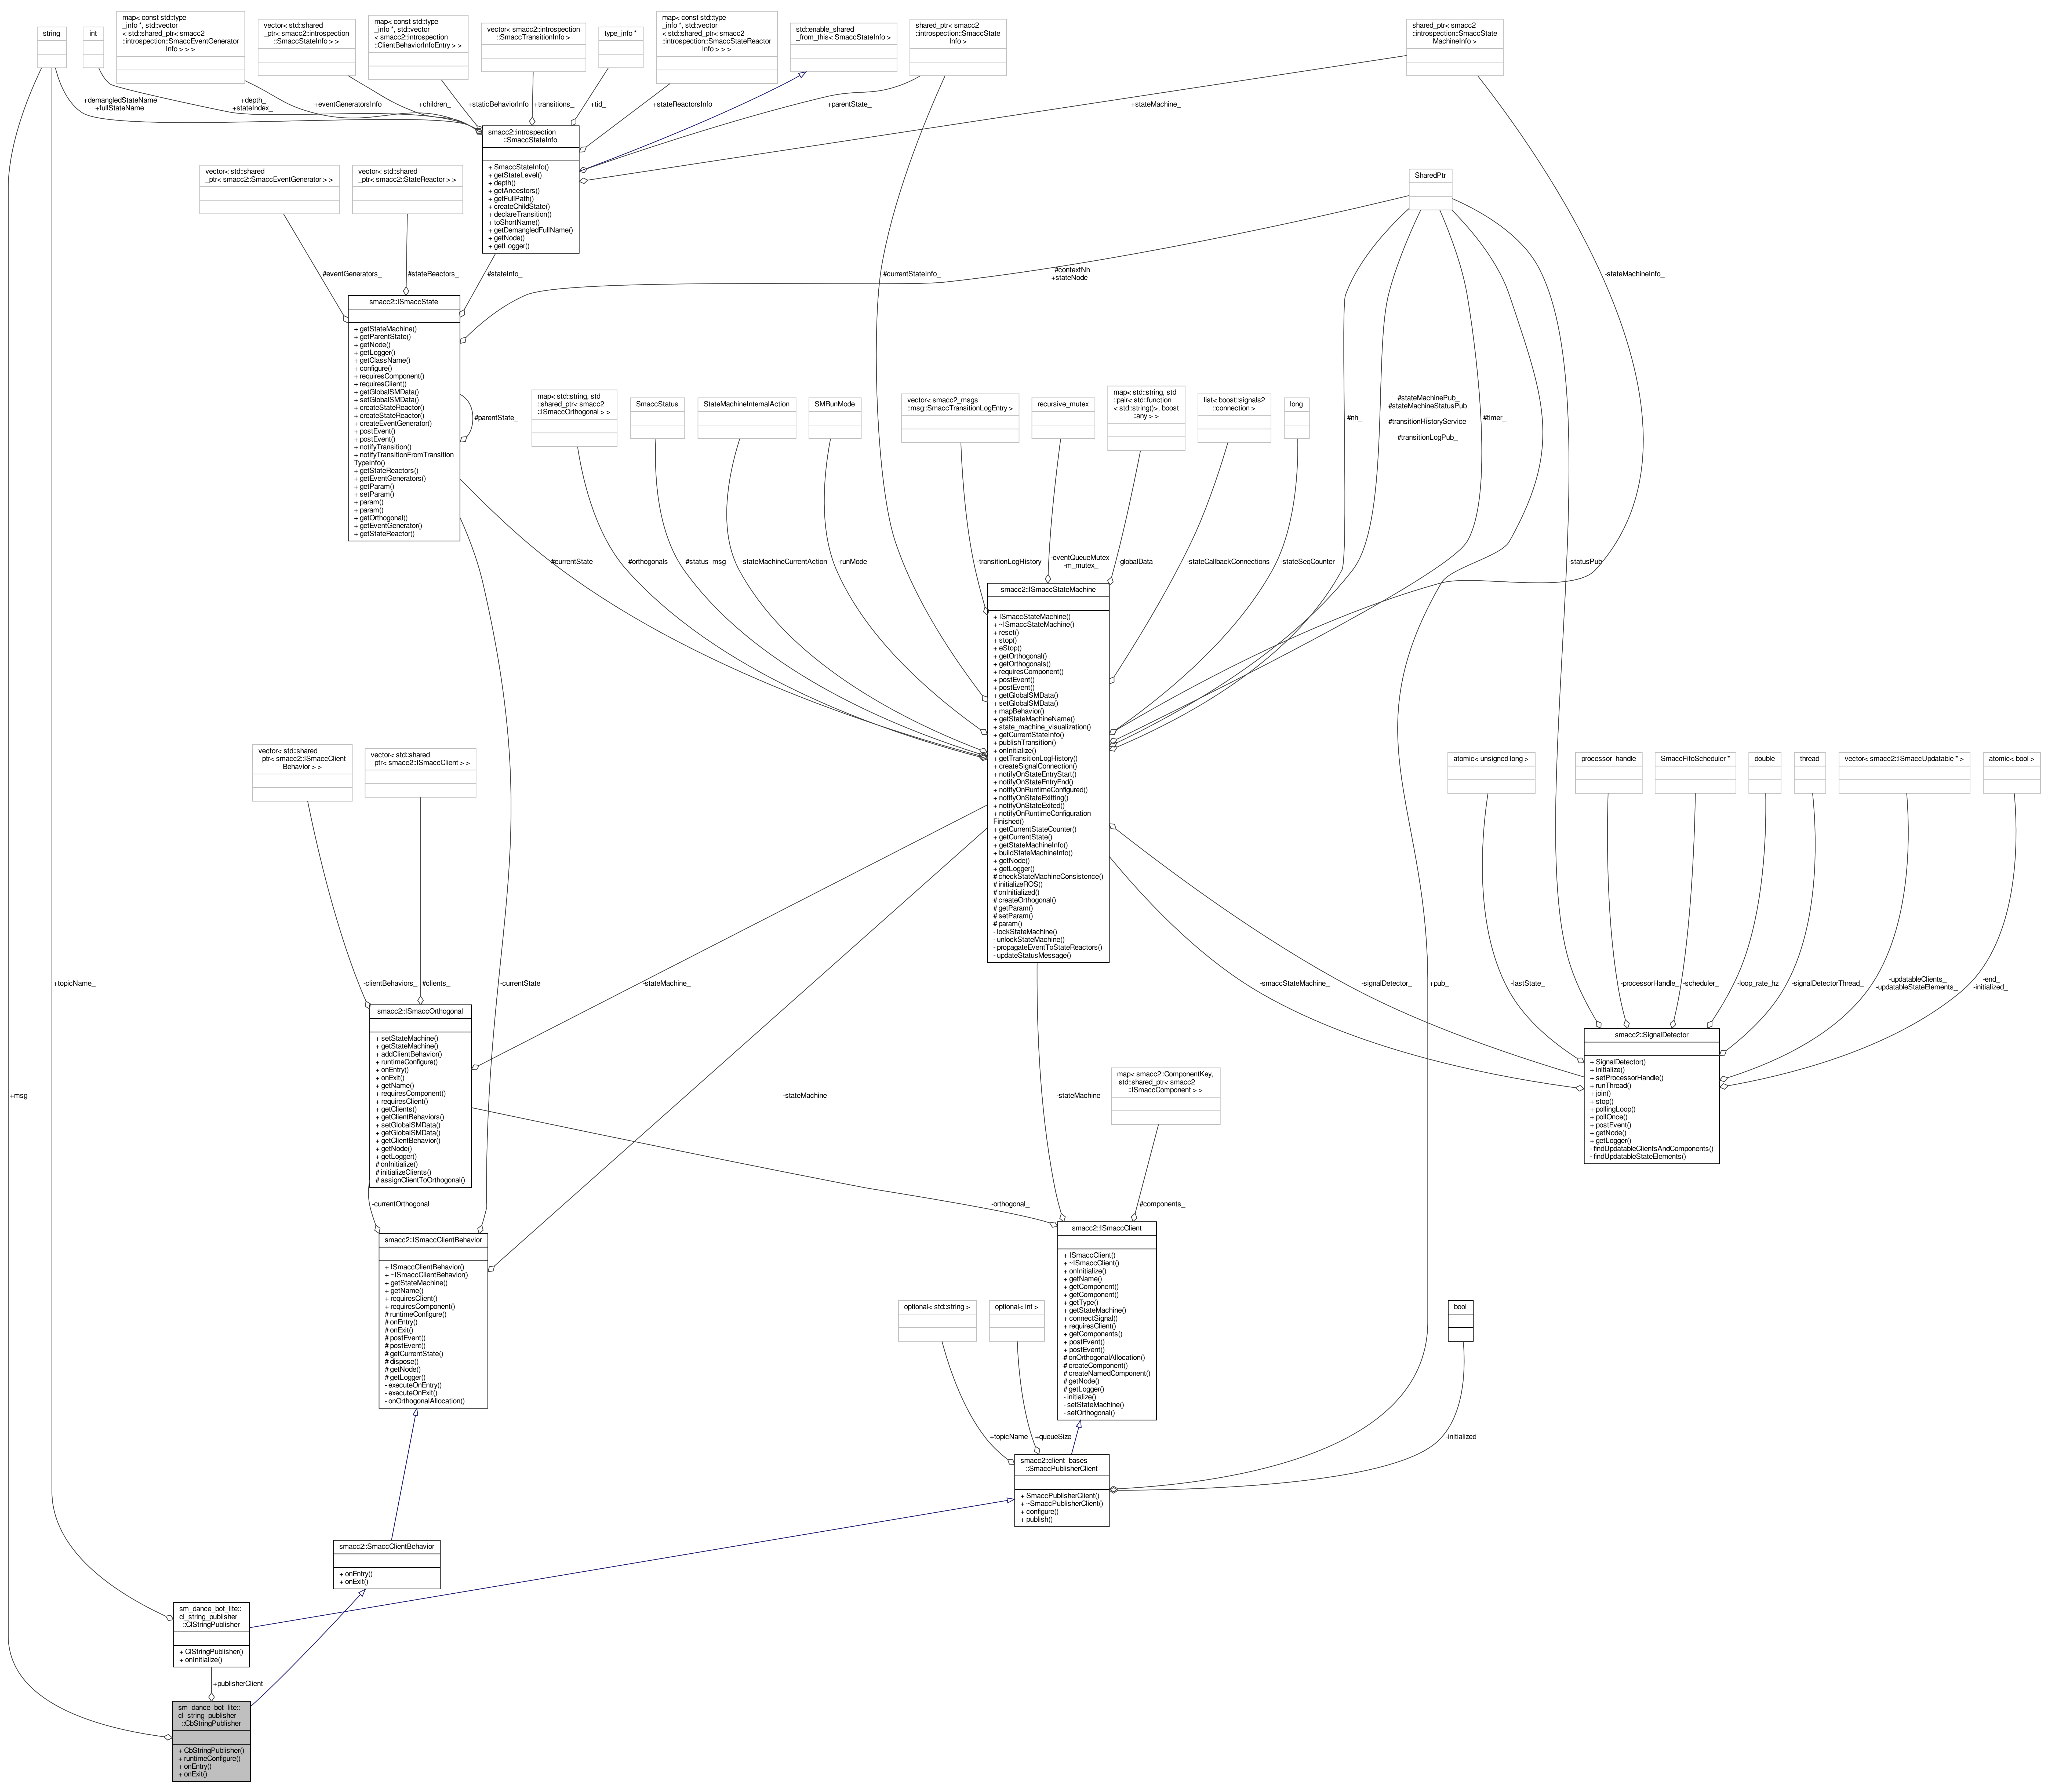 string
int
map< const std::type
_info *, std::vector
< std::shared_ptr< smacc2
::introspection::SmaccEventGenerator
Info > > >
vector< std::shared
_ptr< smacc2::introspection
::SmaccStateInfo > >
map< const std::type
_info *, std::vector
< smacc2::introspection
::ClientBehaviorInfoEntry > >
vector< smacc2::introspection
::SmaccTransitionInfo >
type_info *
map< const std::type
_info *, std::vector
< std::shared_ptr< smacc2
::introspection::SmaccStateReactor
Info > > >
std::enable_shared
_from_this< SmaccStateInfo >
shared_ptr< smacc2
::introspection::SmaccState
Info >
shared_ptr< smacc2
::introspection::SmaccState
MachineInfo >
+demangledStateName
+fullStateName
+depth_
+stateIndex_
+eventGeneratorsInfo
+children_
+staticBehaviorInfo
+transitions_
+tid_
+stateReactorsInfo
+parentState_
+stateMachine_
smacc2::introspection
::SmaccStateInfo
+ SmaccStateInfo()
+ getStateLevel()
+ depth()
+ getAncestors()
+ getFullPath()
+ createChildState()
+ declareTransition()
+ toShortName()
+ getDemangledFullName()
+ getNode()
+ getLogger()
vector< std::shared
_ptr< smacc2::SmaccEventGenerator > >
vector< std::shared
_ptr< smacc2::StateReactor > >
SharedPtr
#eventGenerators_
#stateReactors_
#stateInfo_
#currentStateInfo_
#contextNh
+stateNode_
-stateMachineInfo_
smacc2::ISmaccState
+ getStateMachine()
+ getParentState()
+ getNode()
+ getLogger()
+ getClassName()
+ configure()
+ requiresComponent()
+ requiresClient()
+ getGlobalSMData()
+ setGlobalSMData()
+ createStateReactor()
+ createStateReactor()
+ createEventGenerator()
+ postEvent()
+ postEvent()
+ notifyTransition()
+ notifyTransitionFromTransition
TypeInfo()
+ getStateReactors()
+ getEventGenerators()
+ getParam()
+ setParam()
+ param()
+ param()
+ getOrthogonal()
+ getEventGenerator()
+ getStateReactor()
#parentState_
map< std::string, std
::shared_ptr< smacc2
::ISmaccOrthogonal > >
SmaccStatus
StateMachineInternalAction
SMRunMode
vector< smacc2_msgs
::msg::SmaccTransitionLogEntry >
recursive_mutex
map< std::string, std
::pair< std::function
< std::string()>, boost
::any > >
list< boost::signals2
::connection >
long
#nh_
#stateMachinePub_
#stateMachineStatusPub
_
#transitionHistoryService
_
#transitionLogPub_
#timer_
#currentState_
#orthogonals_
#status_msg_
-stateMachineCurrentAction
-runMode_
-transitionLogHistory_
-eventQueueMutex_
-m_mutex_
-globalData_
-stateCallbackConnections
-stateSeqCounter_
-statusPub_
smacc2::ISmaccStateMachine
+ ISmaccStateMachine()
+ ~ISmaccStateMachine()
+ reset()
+ stop()
+ eStop()
+ getOrthogonal()
+ getOrthogonals()
+ requiresComponent()
+ postEvent()
+ postEvent()
+ getGlobalSMData()
+ setGlobalSMData()
+ mapBehavior()
+ getStateMachineName()
+ state_machine_visualization()
+ getCurrentStateInfo()
+ publishTransition()
+ onInitialize()
+ getTransitionLogHistory()
+ createSignalConnection()
+ notifyOnStateEntryStart()
+ notifyOnStateEntryEnd()
+ notifyOnRuntimeConfigured()
+ notifyOnStateExitting()
+ notifyOnStateExited()
+ notifyOnRuntimeConfiguration
Finished()
+ getCurrentStateCounter()
+ getCurrentState()
+ getStateMachineInfo()
+ buildStateMachineInfo()
+ getNode()
+ getLogger()
# checkStateMachineConsistence()
# initializeROS()
# onInitialized()
# createOrthogonal()
# getParam()
# setParam()
# param()
- lockStateMachine()
- unlockStateMachine()
- propagateEventToStateReactors()
- updateStatusMessage()
vector< std::shared
_ptr< smacc2::ISmaccClient
Behavior > >
vector< std::shared
_ptr< smacc2::ISmaccClient > >
atomic< unsigned long >
processor_handle
SmaccFifoScheduler *
double
thread
vector< smacc2::ISmaccUpdatable * >
atomic< bool >
+msg_
+topicName_
-clientBehaviors_
#clients_
-currentState
-stateMachine_
-smaccStateMachine_
-signalDetector_
+pub_
-lastState_
-processorHandle_
-scheduler_
-loop_rate_hz
-signalDetectorThread_
-updatableClients_
-updatableStateElements_
-end_
-initialized_
smacc2::ISmaccOrthogonal
+ setStateMachine()
+ getStateMachine()
+ addClientBehavior()
+ runtimeConfigure()
+ onEntry()
+ onExit()
+ getName()
+ requiresComponent()
+ requiresClient()
+ getClients()
+ getClientBehaviors()
+ setGlobalSMData()
+ getGlobalSMData()
+ getClientBehavior()
+ getNode()
+ getLogger()
# onInitialize()
# initializeClients()
# assignClientToOrthogonal()
smacc2::SignalDetector
+ SignalDetector()
+ initialize()
+ setProcessorHandle()
+ runThread()
+ join()
+ stop()
+ pollingLoop()
+ pollOnce()
+ postEvent()
+ getNode()
+ getLogger()
- findUpdatableClientsAndComponents()
- findUpdatableStateElements()
-stateMachine_
-stateMachine_
map< smacc2::ComponentKey,
std::shared_ptr< smacc2
::ISmaccComponent > >
-currentOrthogonal
-orthogonal_
#components_
smacc2::ISmaccClientBehavior
+ ISmaccClientBehavior()
+ ~ISmaccClientBehavior()
+ getStateMachine()
+ getName()
+ requiresClient()
+ requiresComponent()
# runtimeConfigure()
# onEntry()
# onExit()
# postEvent()
# postEvent()
# getCurrentState()
# dispose()
# getNode()
# getLogger()
- executeOnEntry()
- executeOnExit()
- onOrthogonalAllocation()
smacc2::ISmaccClient
+ ISmaccClient()
+ ~ISmaccClient()
+ onInitialize()
+ getName()
+ getComponent()
+ getComponent()
+ getType()
+ getStateMachine()
+ connectSignal()
+ requiresClient()
+ getComponents()
+ postEvent()
+ postEvent()
# onOrthogonalAllocation()
# createComponent()
# createNamedComponent()
# getNode()
# getLogger()
- initialize()
- setStateMachine()
- setOrthogonal()
optional< std::string >
optional< int >
bool
+topicName
+queueSize
-initialized_
smacc2::client_bases
::SmaccPublisherClient
+ SmaccPublisherClient()
+ ~SmaccPublisherClient()
+ configure()
+ publish()
smacc2::SmaccClientBehavior
+ onEntry()
+ onExit()
sm_dance_bot_lite::
cl_string_publisher
::ClStringPublisher
+ ClStringPublisher()
+ onInitialize()
+publisherClient_
sm_dance_bot_lite::
cl_string_publisher
::CbStringPublisher
+ CbStringPublisher()
+ runtimeConfigure()
+ onEntry()
+ onExit()